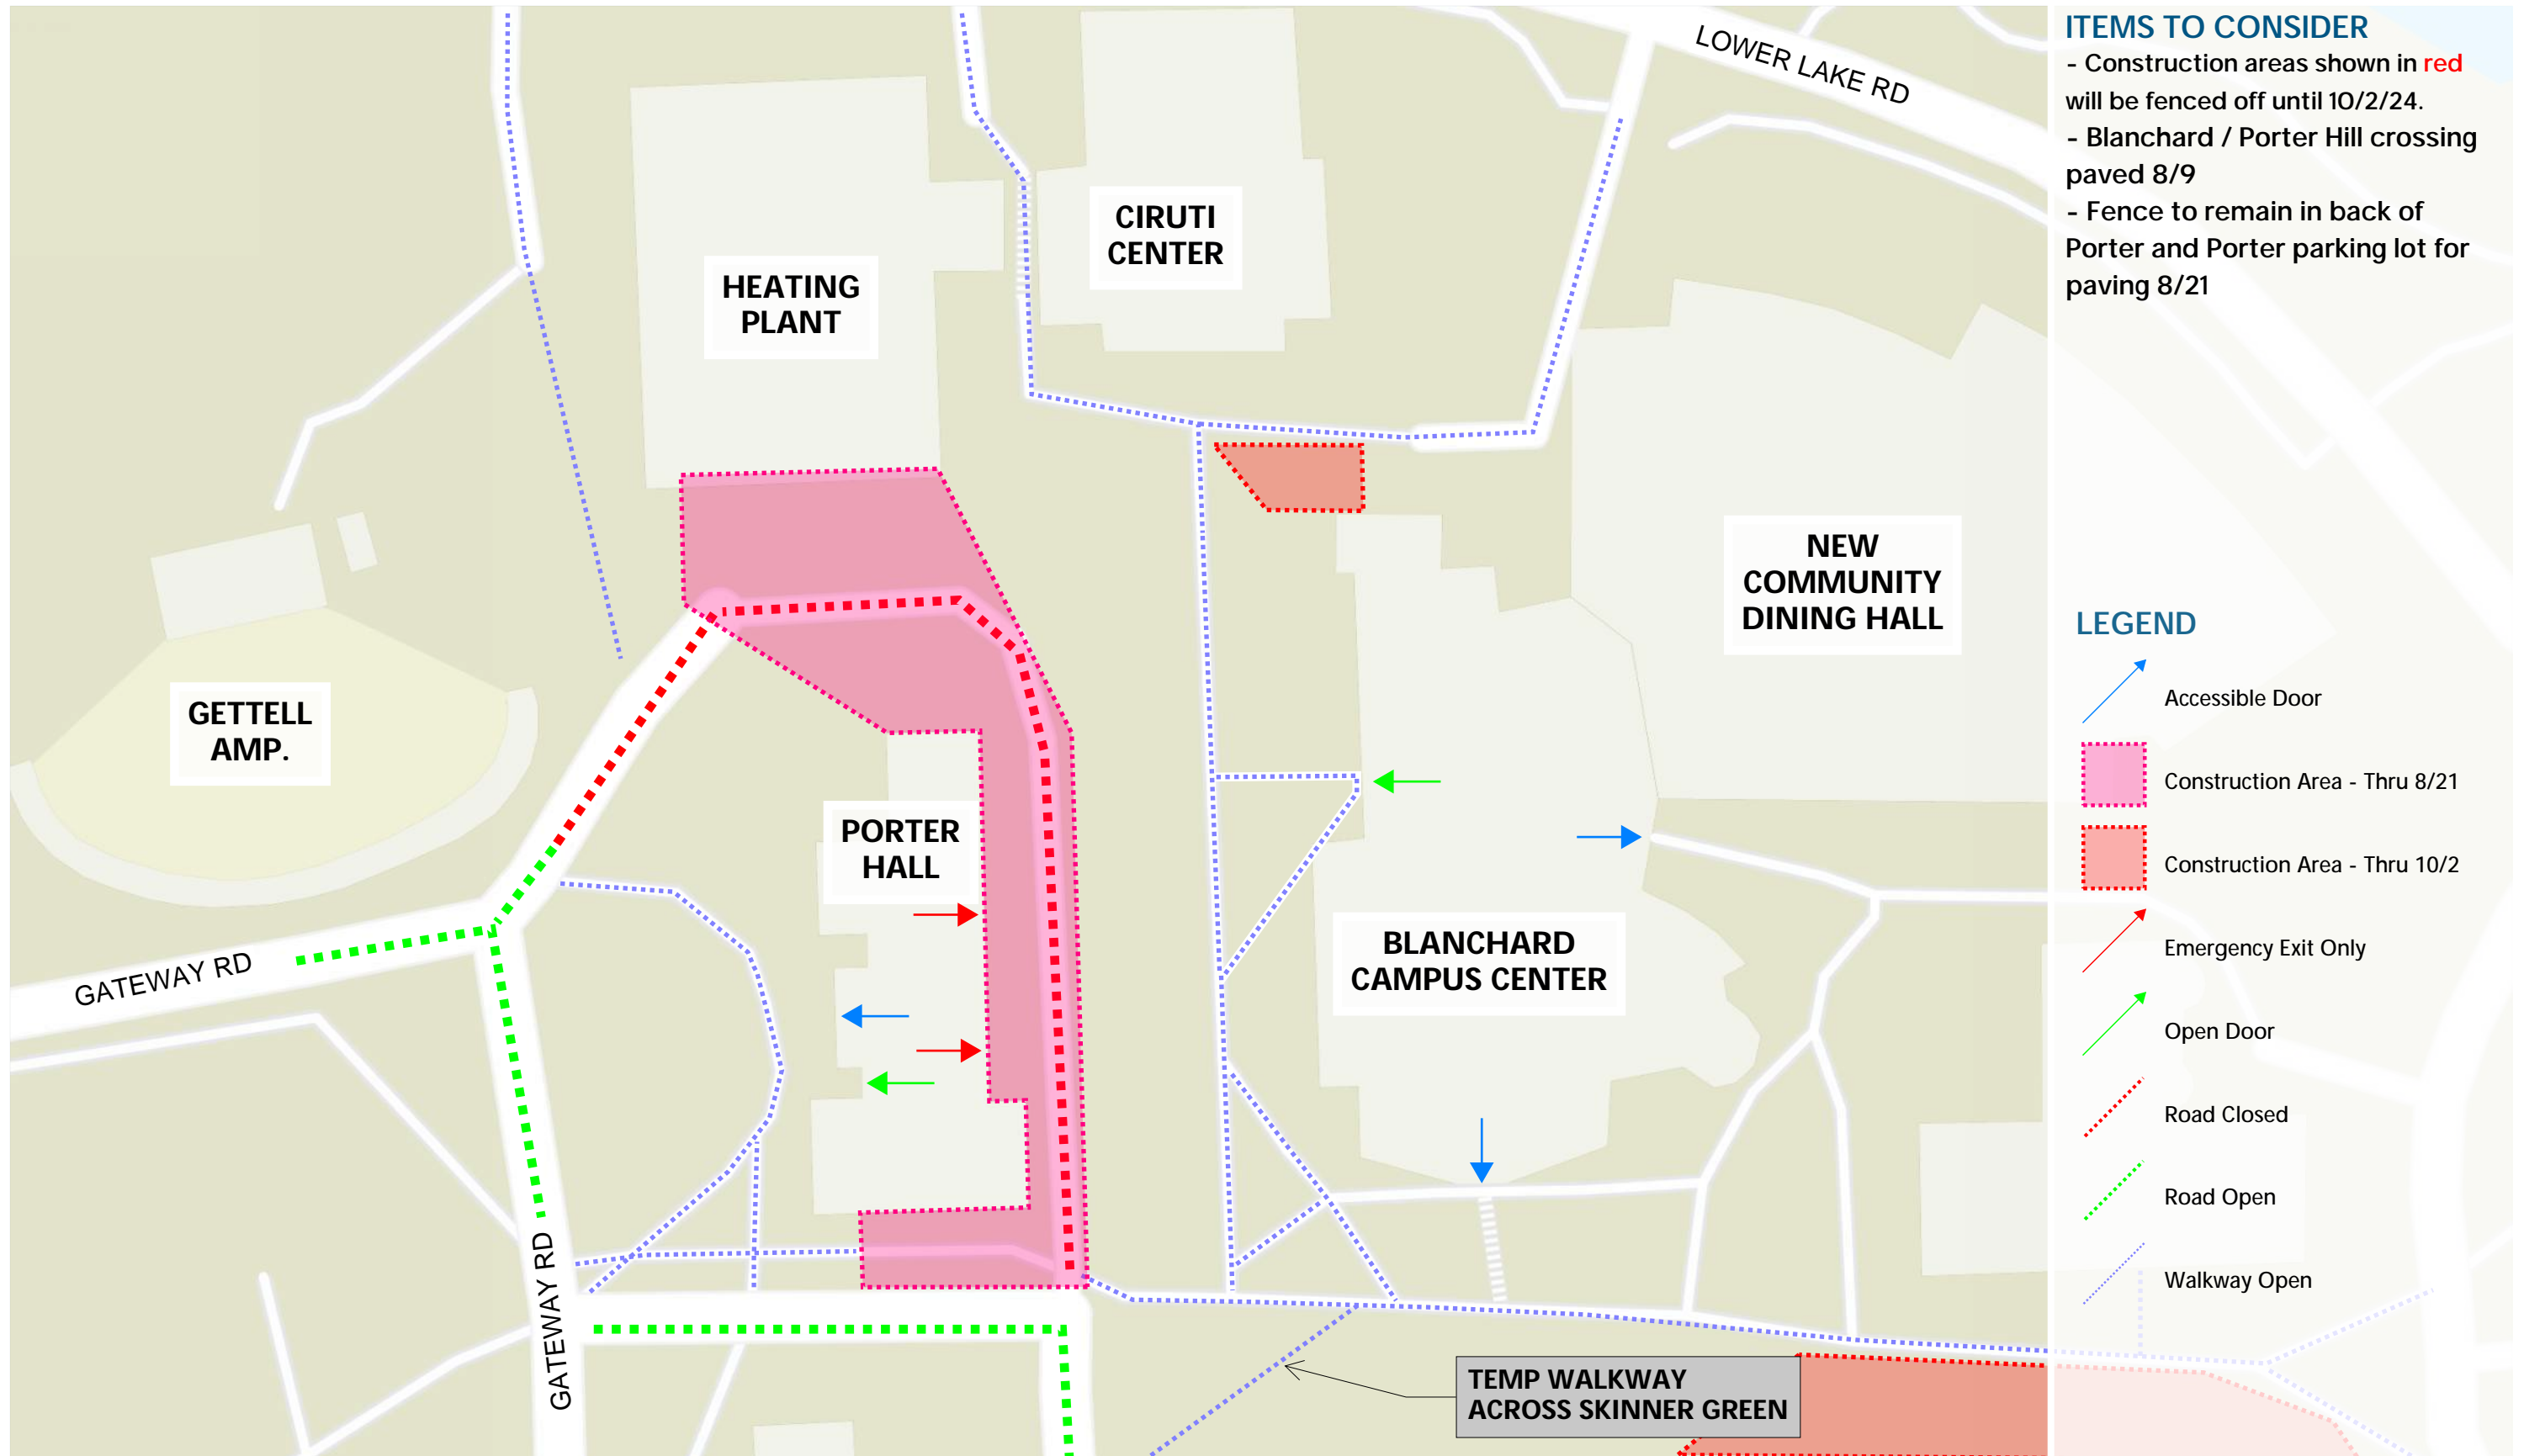 LOWER LAKE RD
CIRUTI
CENTER
HEATING
PLANT
NEW
COMMUNITY
DINING HALL
GETTELL
AMP.
PORTER
HALL
BLANCHARD
CAMPUS CENTER
GATEWAY RD
GATEWAY RD
TEMP WALKWAY
ACROSS SKINNER GREEN
ITEMS TO CONSIDER
- Construction areas shown in red
will be fenced off until 10/2/24.
- Blanchard / Porter Hill crossing
paved 8/9
- Fence to remain in back of
Porter and Porter parking lot for
paving 8/21
LEGEND
Accessible Door
Construction Area - Thru 8/21
Construction Area - Thru 10/2
Emergency Exit Only
Open Door
Road Closed
Road Open
Walkway Open